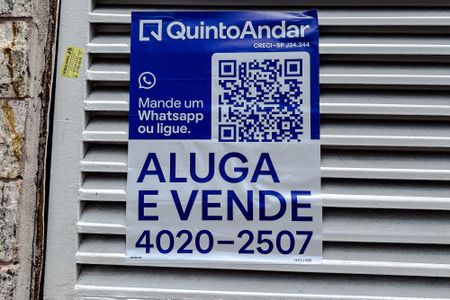 QuintoAndar
CRECI-SP J24.344
Mande um
Whatsapp
ou ligue.
ALUGA
E VENDE
4020-2507